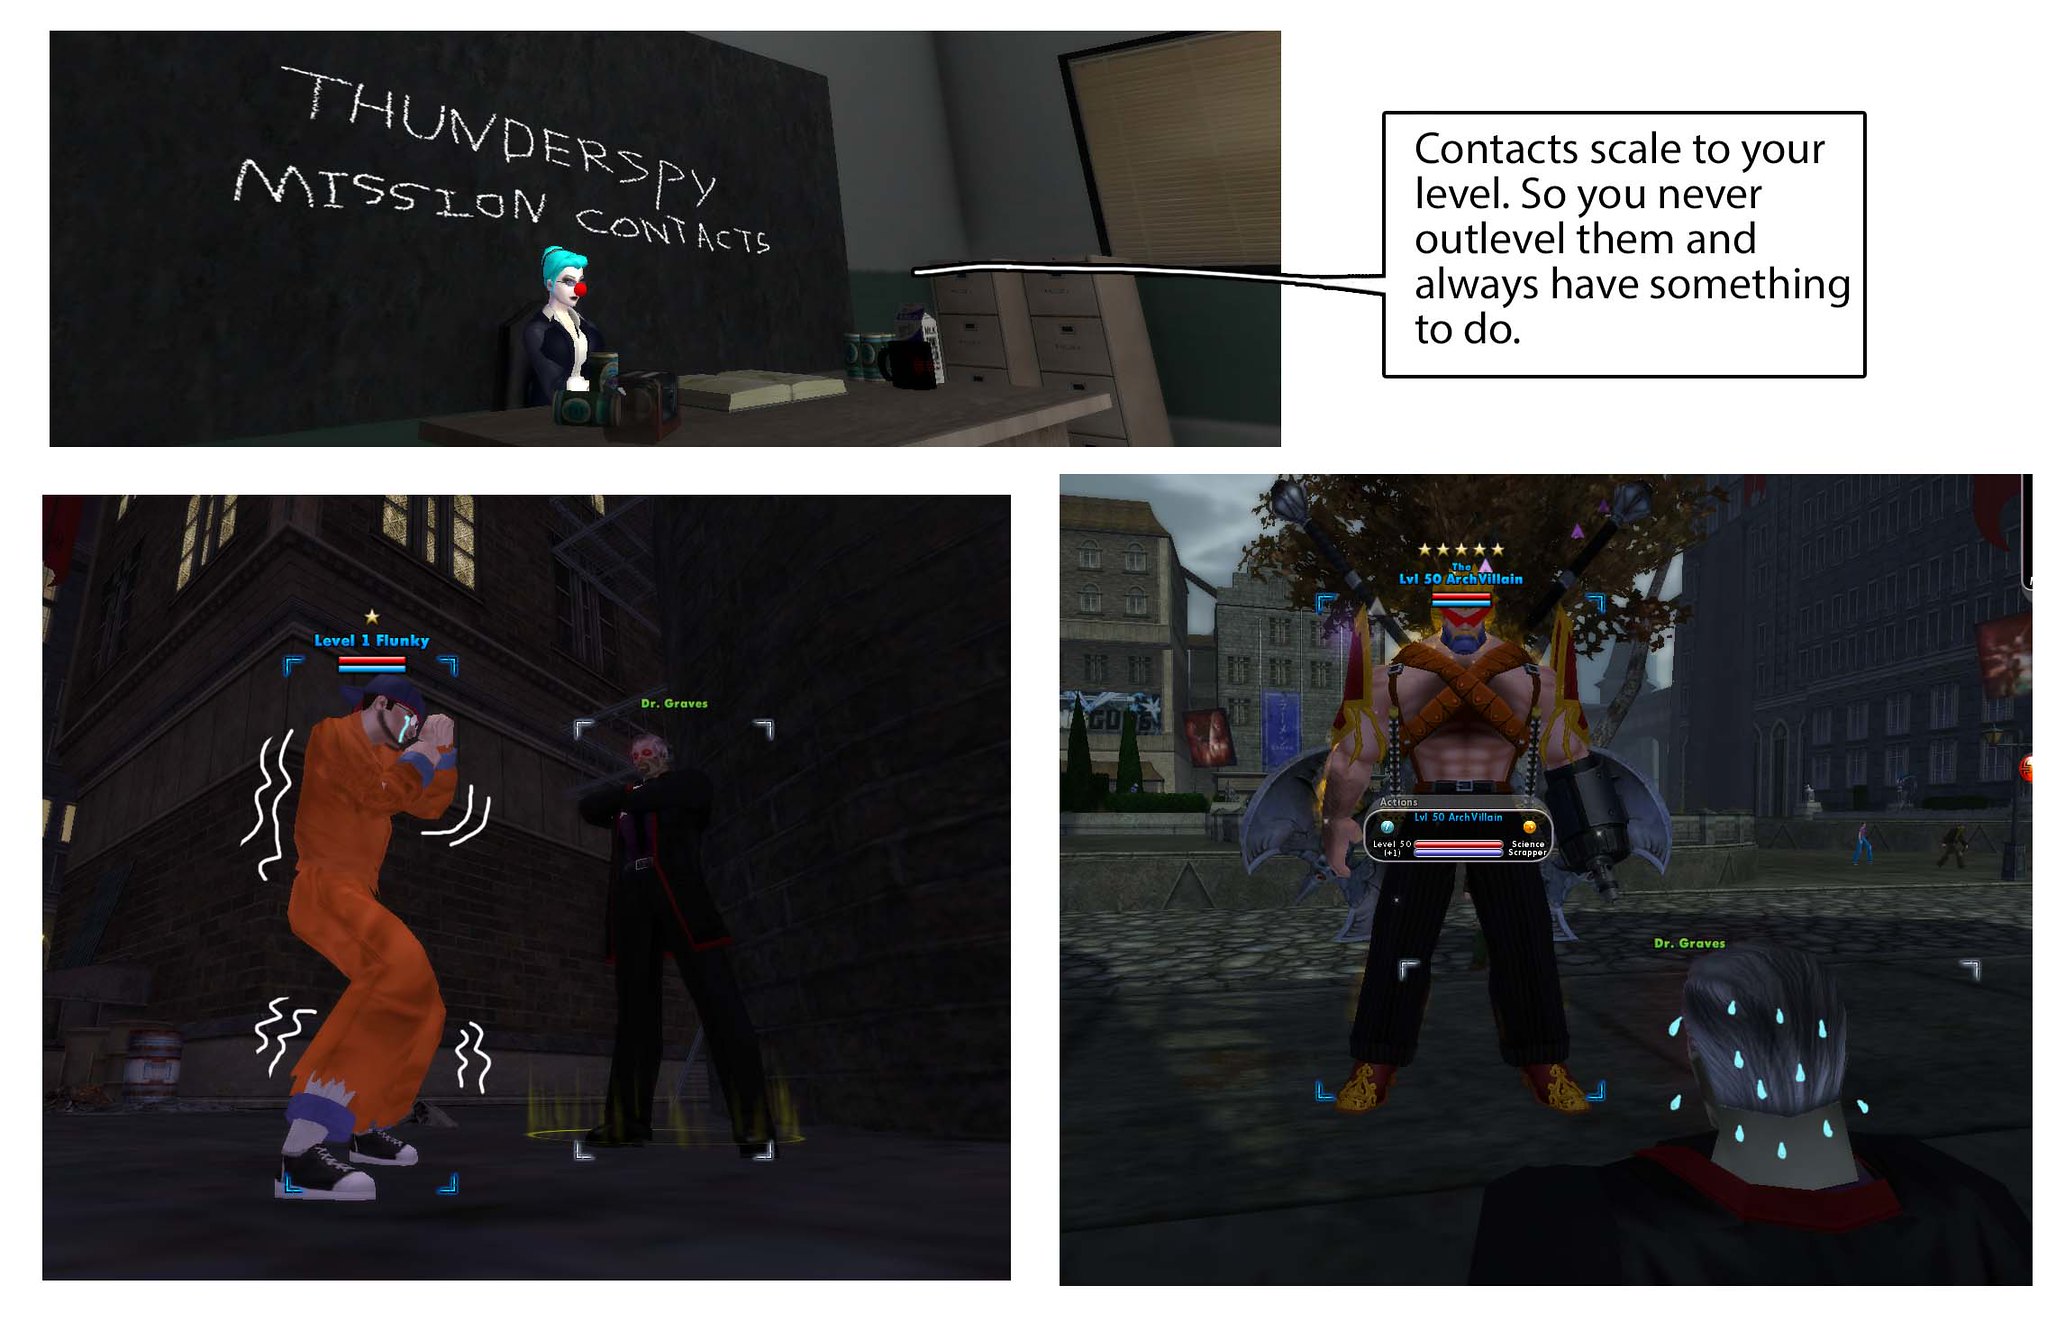 THUNDERSPY
MISSION CONTACTS
Contacts scale to your
level. So you never
outlevel them and
always have something
to do.
MILK
Level 1 Flunky
Dr. Graves
The
Lvl 50 ArchVillain
Actions
Lvl 50 ArchVillain
Level 50
(+1)
Science
Scrapper
Dr. Graves